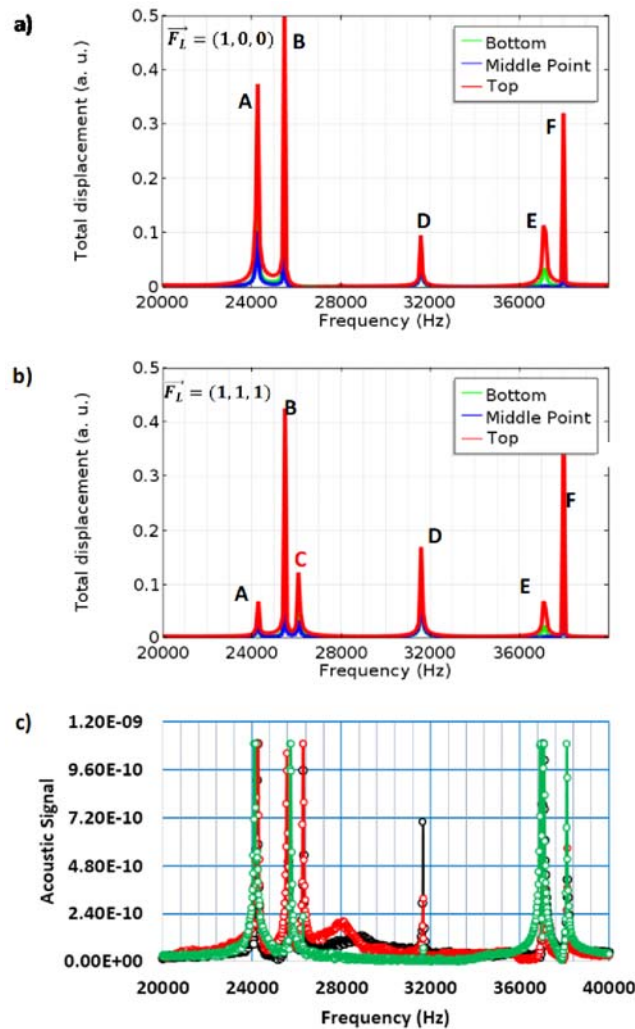 a)
F_L = (1, 0, 0)
Total displacement (a. u.)
0.5
0.4
0.3
0.2
0.1
0
A
B
D
E
F
Bottom
Middle Point
Top
20000 24000 28000 32000 36000
Frequency (Hz)
b)
F_L = (1, 1, 1)
Total displacement (a. u.)
0.5
0.4
0.3
0.2
0.1
0
A
B
C
D
E
F
Bottom
Middle Point
Top
20000 24000 28000 32000 36000
Frequency (Hz)
c)
Acoustic Signal
1.20E-09
9.60E-10
7.20E-10
4.80E-10
2.40E-10
0.00E+00
20000 24000 28000 32000 36000 40000
Frequency (Hz)